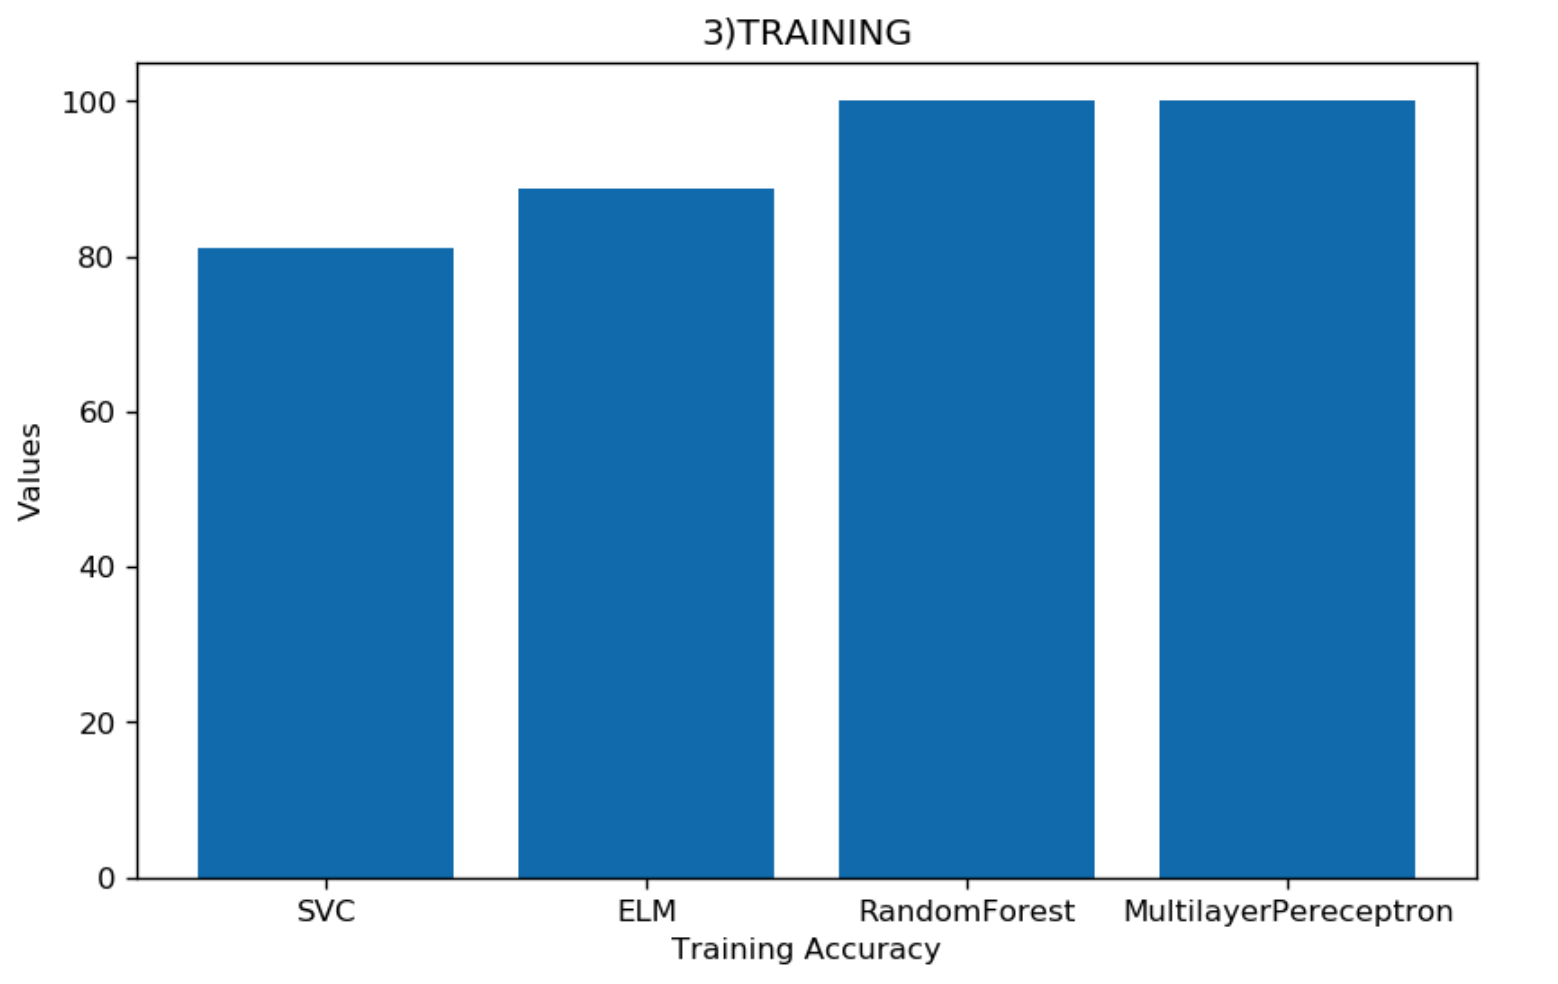 3)TRAINING
100
80
60
40
20
0
Values
SVC
ELM
RandomForest
MultilayerPereceptron
Training Accuracy